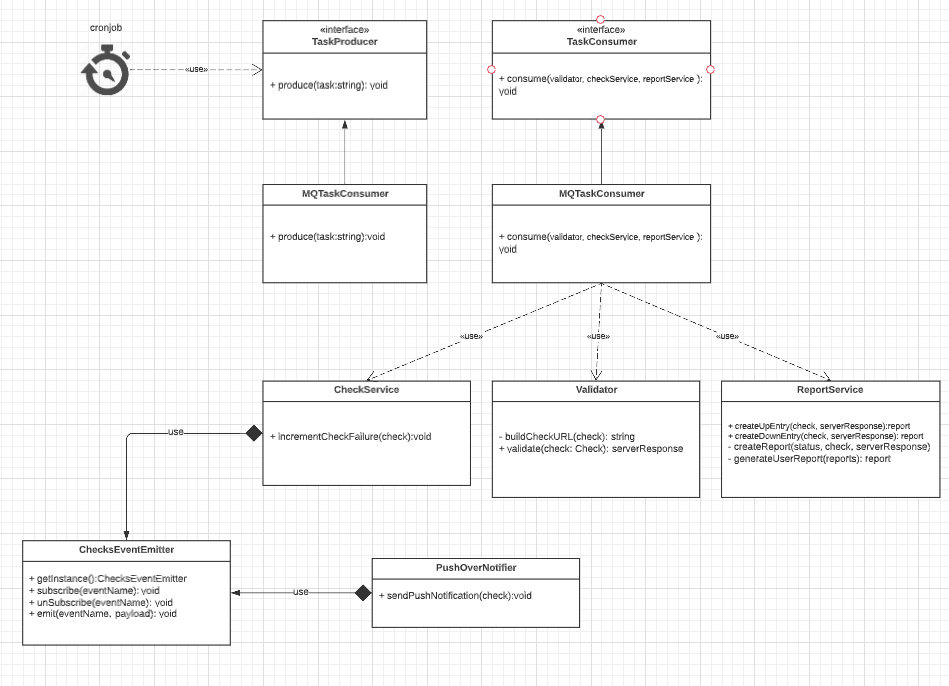 cronjob
«use»
«interface»
TaskProducer
+ produce(task:string): void
«interface»
TaskConsumer
+ consume(validator, checkService, reportService ):
void
MQTaskConsumer
+ produce(task:string):void
MQTaskConsumer
+ consume(validator, checkService, reportService ):
void
«use»
«use»
«use»
CheckService
+ incrementCheckFailure(check):void
Validator
- buildCheckURL(check): string
+ validate(check: Check): serverResponse
ReportService
+ createUpEntry(check, serverResponse):report
+ createDownEntry(check, serverResponse): report
- createReport(status, check, serverResponse)
- generateUserReport(reports): report
use
ChecksEventEmitter
+ getInstance():ChecksEventEmitter
+ subscribe(eventName): void
+ unSubscribe(eventName): void
+ emit(eventName, payload): void
use
PushOverNotifier
+ sendPushNotification(check):void